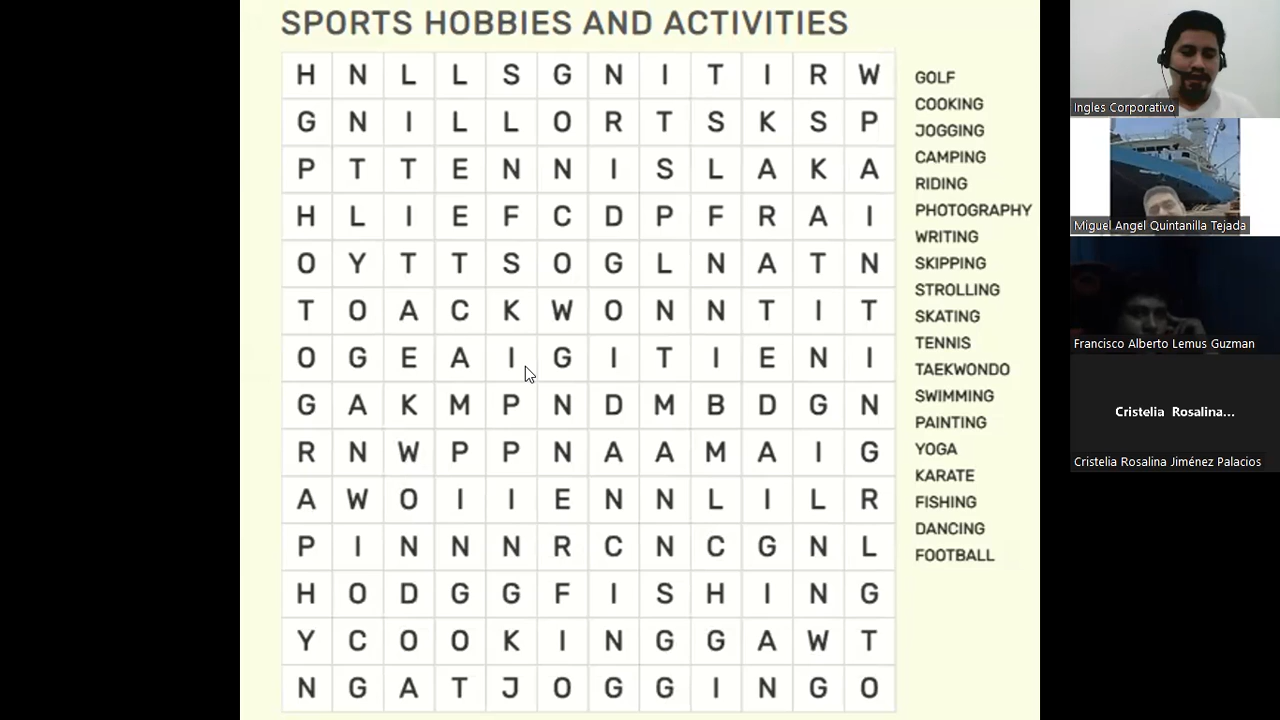 SPORTS HOBBIES AND ACTIVITIES
H N L L S G N I T I R W
G N I L L O R T S K S P
P T T E N N I S L A K A
H L I E F C D P F R A I
O Y T T S O G L N A T N
T O A C K W O N N T I T
O G E A I G I T I E N I
G A K M P N D M B D G N
R N W P P N A A M A I G
A W O I I E N N L I L R
P I N N N R C N C G N L
H O D G G F I S H I N G
Y C O O K I N G G A W T
N G A T J O G G I N G O
GOLF
COOKING
JOGGING
CAMPING
RIDING
PHOTOGRAPHY
WRITING
SKIPPING
STROLLING
SKATING
TENNIS
TAEKWONDO
SWIMMING
PAINTING
YOGA
KARATE
FISHING
DANCING
FOOTBALL
Ingles Corporativo
Miguel Angel Quintanilla Tejada
Francisco Alberto Lemus Guzman
Cristelia Rosalina...
Cristelia Rosalina Jiménez Palacios